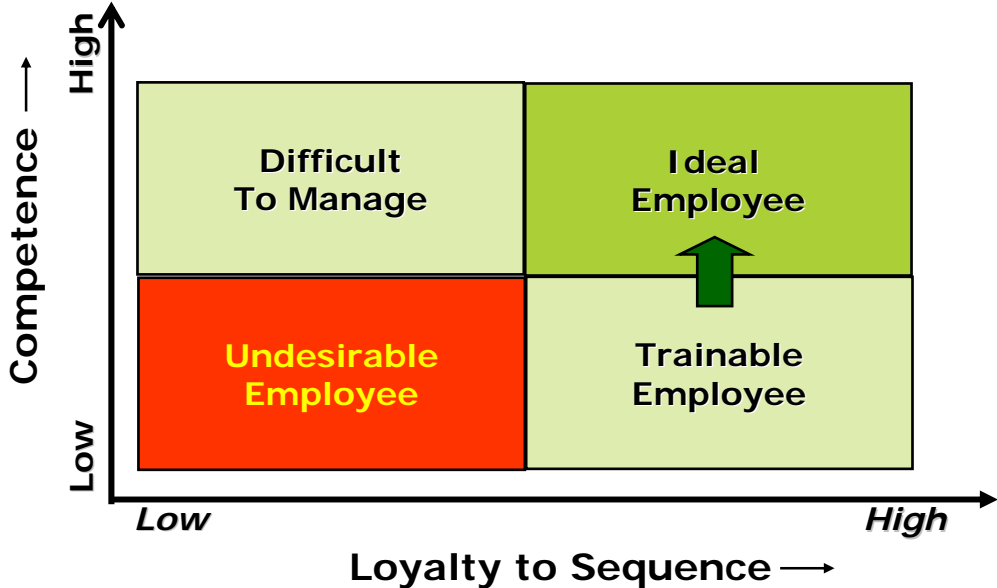 High
Competence
Low
Difficult
To Manage
Ideal
Employee
Undesirable
Employee
Trainable
Employee
Low
High
Loyalty to Sequence